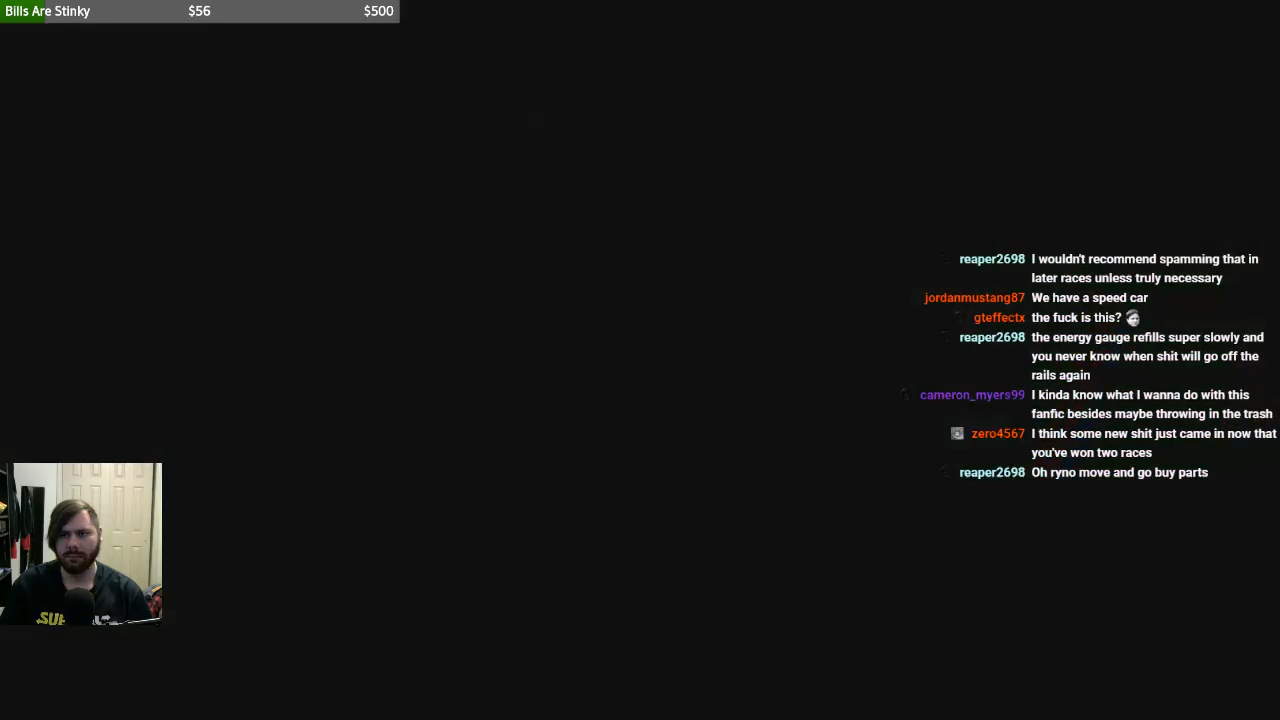 Bills Are Stinky $56 $500
reaper2698 I wouldn't recommend spamming that in
later races unless truly necessary
jordanmustang87 We have a speed car
gteffectx the fuck is this?
reaper2698 the energy gauge refills super slowly and
you never know when shit will go off the
rails again
cameron_myers99 I kinda know what I wanna do with this
fanfic besides maybe throwing in the trash
zero4567 I think some new shit just came in now that
you've won two races
reaper2698 Oh ryno move and go buy parts